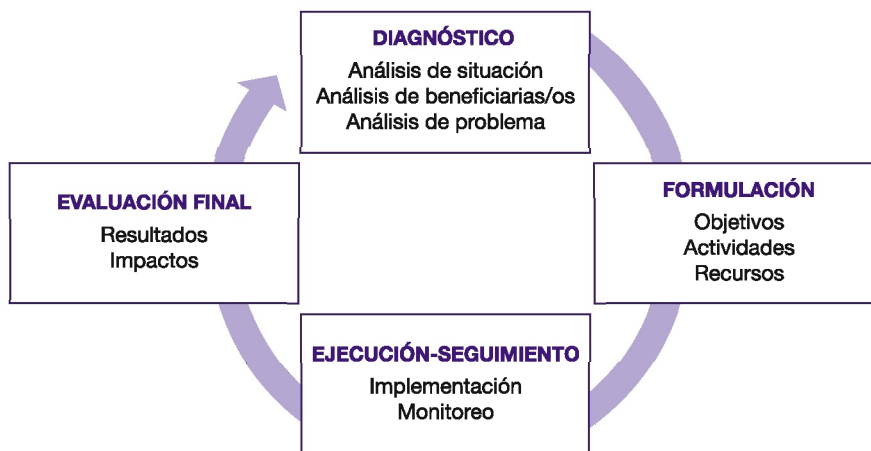 DIAGNÓSTICO
Análisis de situación
Análisis de beneficiarias/os
Análisis de problema
FORMULACIÓN
Objetivos
Actividades
Recursos
EJECUCIÓN-SEGUIMIENTO
Implementación
Monitoreo
EVALUACIÓN FINAL
Resultados
Impactos